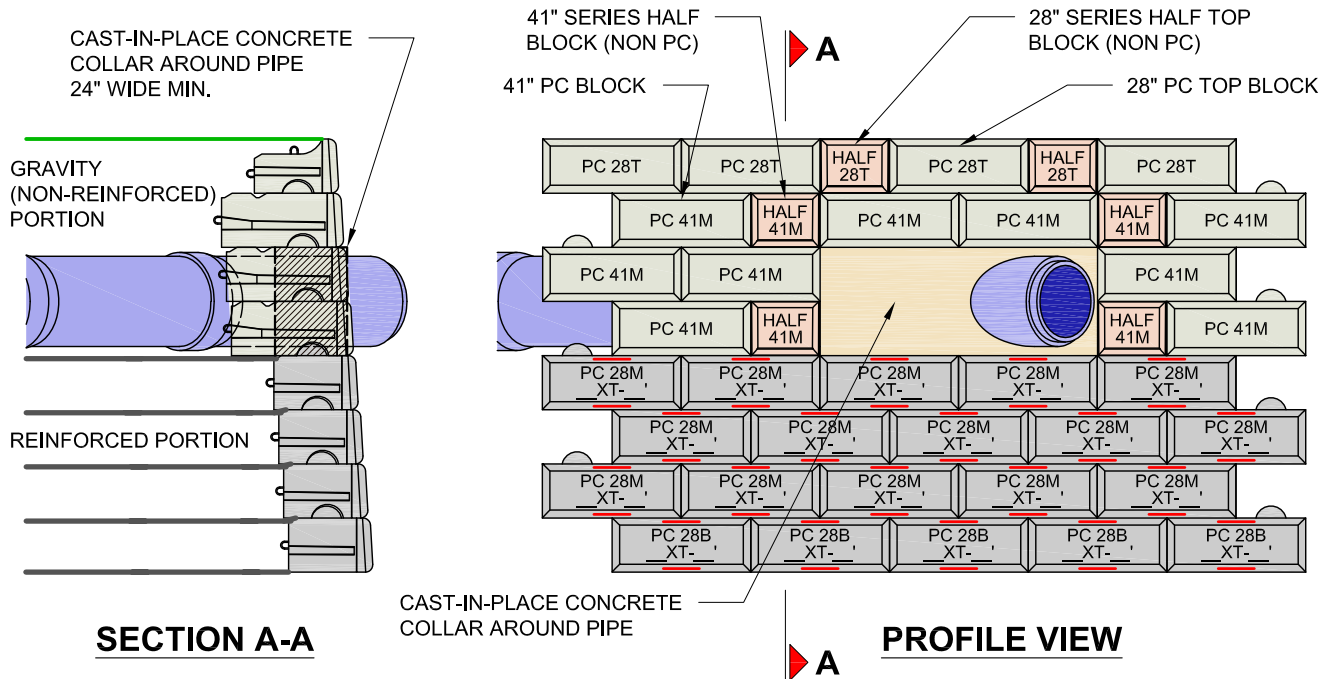 CAST-IN-PLACE CONCRETE
COLLAR AROUND PIPE
24" WIDE MIN.
41" SERIES HALF
BLOCK (NON PC)
41" PC BLOCK
A
28" SERIES HALF TOP
BLOCK (NON PC)
28" PC TOP BLOCK
GRAVITY
(NON-REINFORCED)
PORTION
REINFORCED PORTION
PC 28T
PC 28T
HALF
28T
PC 28T
HALF
28T
PC 28T
PC 41M
HALF
41M
PC 41M
PC 41M
HALF
41M
PC 41M
PC 41M
PC 41M
PC 41M
PC 41M
HALF
41M
HALF
41M
PC 41M
PC 28M
__XT-__'
PC 28M
__XT-__'
PC 28M
__XT-__'
PC 28M
__XT-__'
PC 28M
__XT-__'
PC 28M
__XT-__'
PC 28M
__XT-__'
PC 28M
__XT-__'
PC 28M
__XT-__'
PC 28M
__XT-__'
PC 28M
__XT-__'
PC 28M
__XT-__'
PC 28M
__XT-__'
PC 28M
__XT-__'
PC 28M
__XT-__'
PC 28B
__XT-__'
PC 28B
__XT-__'
PC 28B
__XT-__'
PC 28B
__XT-__'
PC 28B
__XT-__'
CAST-IN-PLACE CONCRETE
COLLAR AROUND PIPE
SECTION A-A
A
PROFILE VIEW